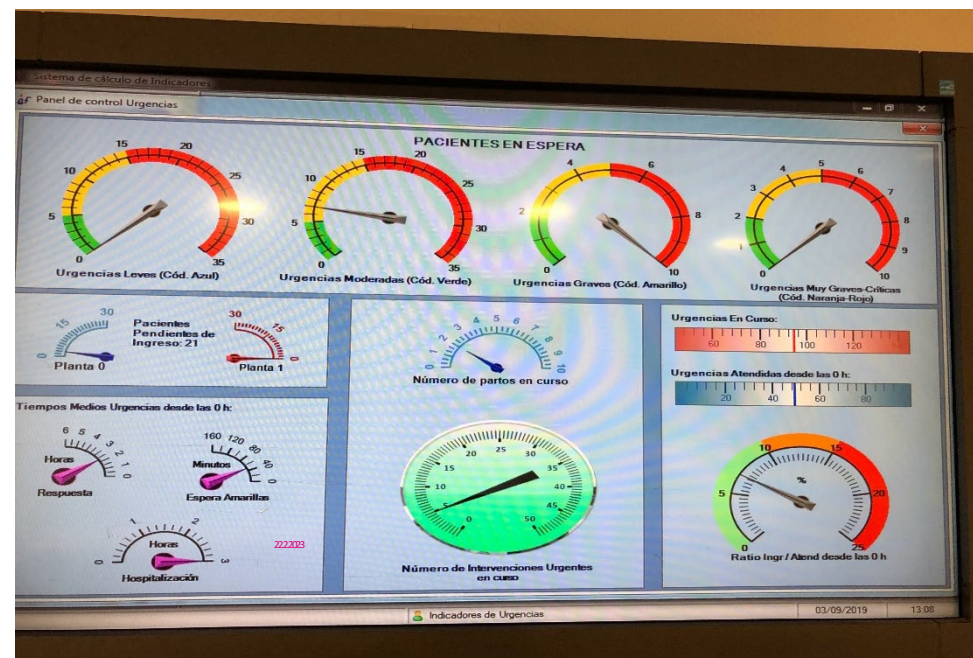 Sistema de cálculo de Indicadores
Panel de control Urgencias
PACIENTES EN ESPERA
0 5 10 15 20 25 30 35
Urgencias Leves (Cód. Azul)
0 5 10 15 20 25 30 35
Urgencias Moderadas (Cód. Verde)
0 2 4 6 8 10
Urgencias Graves (Cód. Amarillo)
0 1 2 3 4 5 6 7 8 9 10
Urgencias Muy Graves-Críticas
(Cód. Naranja-Rojo)
0 15 30
Planta 0
Pacientes
Pendientes de
Ingreso: 21
30 15 0
Planta 1
0 1 2 3 4 5 6 7 8 9 10
Número de partos en curso
Urgencias En Curso:
60 80 100 120
Urgencias Atendidas desde las 0 h:
20 40 60 80
Tiempos Medios Urgencias desde las 0 h:
6 5 4 3 2 1 0
Horas
Respuesta
160 120 80 40 0
Minutos
Espera Amarillas
0 1 2 3
Horas
Hospitalización
2222023
0 5 10 15 20 25 30 35 40 45 50
Número de Intervenciones Urgentes
en curso
0 5 10 15 20 25
%
Ratio Ingr / Atend desde las 0 h
Indicadores de Urgencias
03/09/2019
13:08